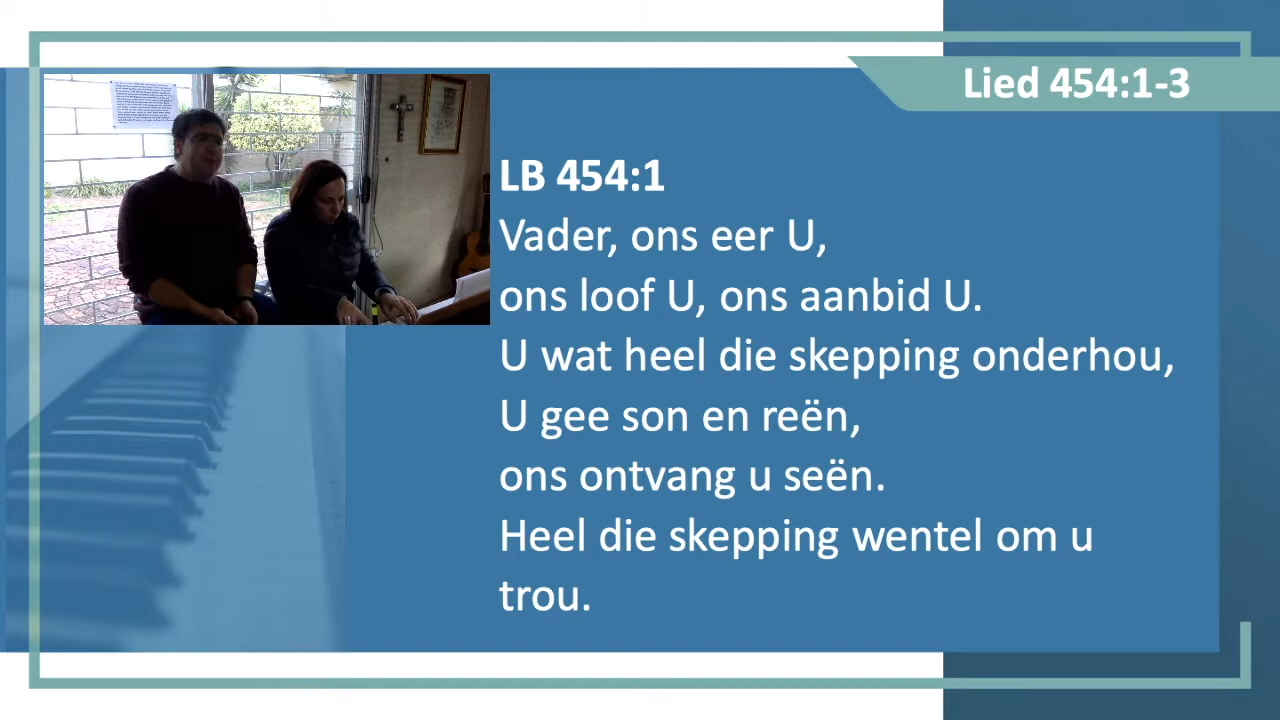 Lied 454:1-3
LB 454:1
Vader, ons eer U,
ons loof U, ons aanbid U.
U wat heel die skepping onderhou,
U gee son en reën,
ons ontvang u seën.
Heel die skepping wentel om u
trou.